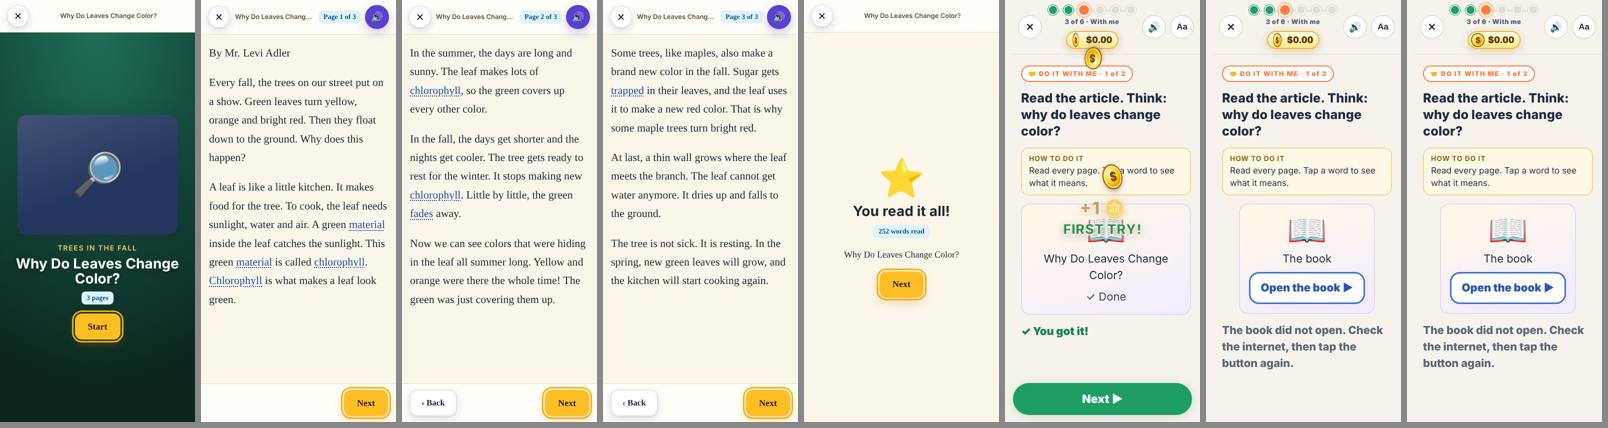 ✕
Why Do Leaves Change Color?
TREES IN THE FALL
Why Do Leaves Change
Color?
3 pages
Start
✕
Why Do Leaves Chang...
Page 1 of 3
By Mr. Levi Adler
Every fall, the trees on our street put on
a show. Green leaves turn yellow,
orange and bright red. Then they float
down to the ground. Why does this
happen?
A leaf is like a little kitchen. It makes
food for the tree. To cook, the leaf needs
sunlight, water and air. A green material
inside the leaf catches the sunlight. This
green material is called chlorophyll.
Chlorophyll is what makes a leaf look
green.
Next
✕
Why Do Leaves Chang...
Page 2 of 3
In the summer, the days are long and
sunny. The leaf makes lots of
chlorophyll, so the green covers up
every other color.
In the fall, the days get shorter and the
nights get cooler. The tree gets ready to
rest for the winter. It stops making new
chlorophyll. Little by little, the green
fades away.
Now we can see colors that were hiding
in the leaf all summer long. Yellow and
orange were there the whole time! The
green was just covering them up.
‹ Back
Next
✕
Why Do Leaves Chang...
Page 3 of 3
Some trees, like maples, also make a
brand new color in the fall. Sugar gets
trapped in their leaves, and the leaf uses
it to make a new red color. That is why
some maple trees turn bright red.
At last, a thin wall grows where the leaf
meets the branch. The leaf cannot get
water anymore. It dries up and falls to
the ground.
The tree is not sick. It is resting. In the
spring, new green leaves will grow, and
the kitchen will start cooking again.
‹ Back
Next
✕
Why Do Leaves Change Color?
You read it all!
252 words read
Why Do Leaves Change Color?
Next
✕
3 of 6 · With me
Aa
$ $0.00
$
DO IT WITH ME · 1 of 2
Read the article. Think:
why do leaves change
color?
HOW TO DO IT
Read every page. a word to see
what it means.
$
+1
FIRST TRY!
Why Do Leaves Change
Color?
✓ Done
✓ You got it!
Next ▶
✕
3 of 6 · With me
Aa
$ $0.00
DO IT WITH ME · 1 of 2
Read the article. Think:
why do leaves change
color?
HOW TO DO IT
Read every page. Tap a word to see
what it means.
The book
Open the book ▶
The book did not open. Check
the internet, then tap the
button again.
✕
3 of 6 · With me
Aa
$ $0.00
DO IT WITH ME · 1 of 2
Read the article. Think:
why do leaves change
color?
HOW TO DO IT
Read every page. Tap a word to see
what it means.
The book
Open the book ▶
The book did not open. Check
the internet, then tap the
button again.